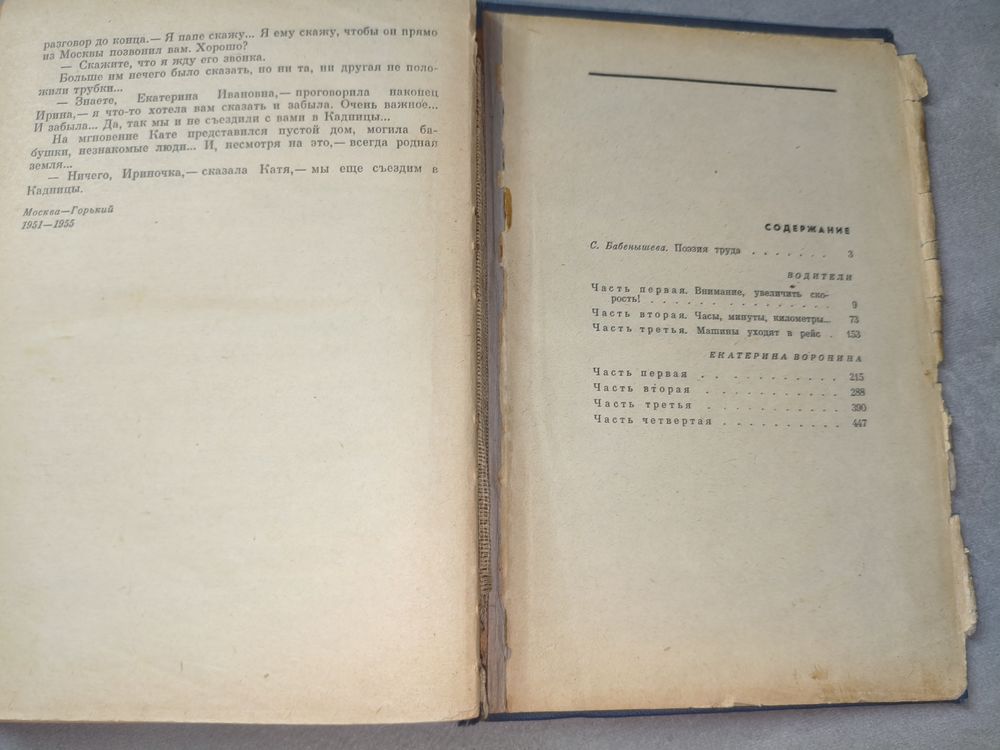 разговор до конца.— Я папе скажу... Я ему скажу, чтобы он прямо
из Москвы позвонил вам. Хорошо?
— Скажите, что я жду его звонка.
Больше им нечего было сказать, но ни та, ни другая не поло-
жили трубки...
— Знаете, Екатерина Ивановна,— проговорила наконец
Ирина,— я что-то хотела вам сказать и забыла. Очень важное...
И забыла... Да, так мы и не съездили с вами в Кадницы...
На мгновение Кате представился пустой дом, могила ба-
бушки, незнакомые люди... И, несмотря на это,— всегда родная
земля...
— Ничего, Ириночка,— сказала Катя,— мы еще съездим в
Кадницы.
Москва—Горький
1951—1955
СОДЕРЖАНИЕ
С. Бабенышева. Поэзия труда . . . . . . . 3
ВОДИТЕЛИ
Часть первая. Внимание, увеличить ско-
рость! . . . . . . . . . . . . . . . . 9
Часть вторая. Часы, минуты, километры... 73
Часть третья. Машины уходят в рейс . 153
ЕКАТЕРИНА ВОРОНИНА
Часть первая . . . . . . . . . . . 215
Часть вторая . . . . . . . . . . . 288
Часть третья . . . . . . . . . . . 390
Часть четвертая . . . . . . . . . . 447